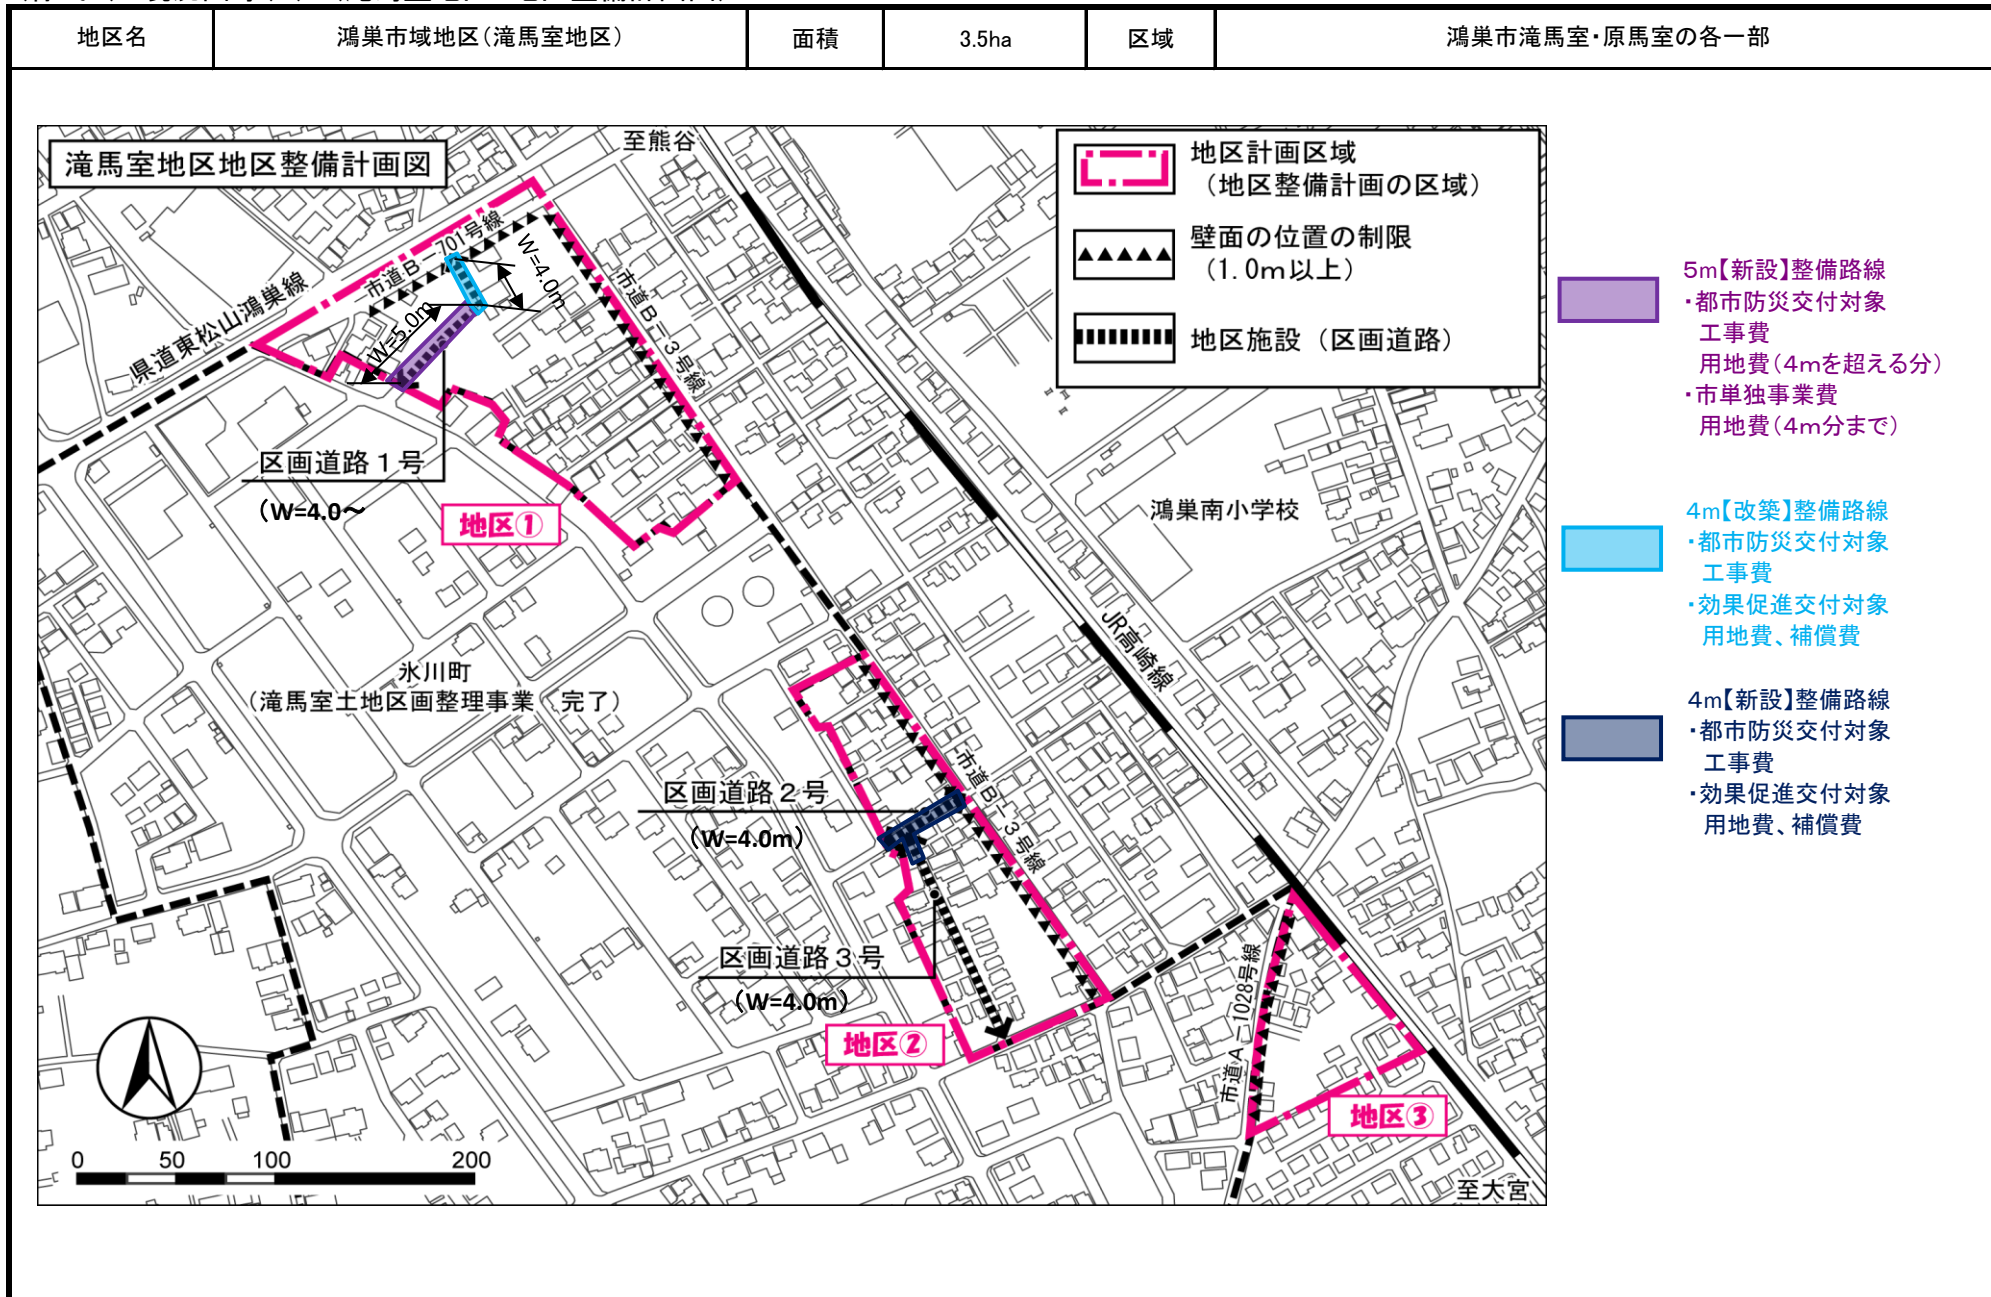 地区名
鴻巣市域地区(滝馬室地区)
面積
3.5ha
区域
鴻巣市滝馬室・原馬室の各一部
滝馬室地区地区整備計画図
至熊谷
地区計画区域
(地区整備計画の区域)
壁面の位置の制限
(1.0m以上)
地区施設(区画道路)
市道B-701号線
W=4.0m
W=5.0m
県道東松山鴻巣線
市道B-3号線
区画道路1号
(W=4.0~
地区①
鴻巣南小学校
JR高崎線
氷川町
(滝馬室土地区画整理事業 完了)
区画道路2号
(W=4.0m)
市道B-3号線
区画道路3号
(W=4.0m)
地区②
市道A-1028号線
地区③
至大宮
0 50 100 200
5m【新設】整備路線
・都市防災交付対象
工事費
用地費(4mを超える分)
・市単独事業費
用地費(4m分まで)
4m【改築】整備路線
・都市防災交付対象
工事費
・効果促進交付対象
用地費、補償費
4m【新設】整備路線
・都市防災交付対象
工事費
・効果促進交付対象
用地費、補償費